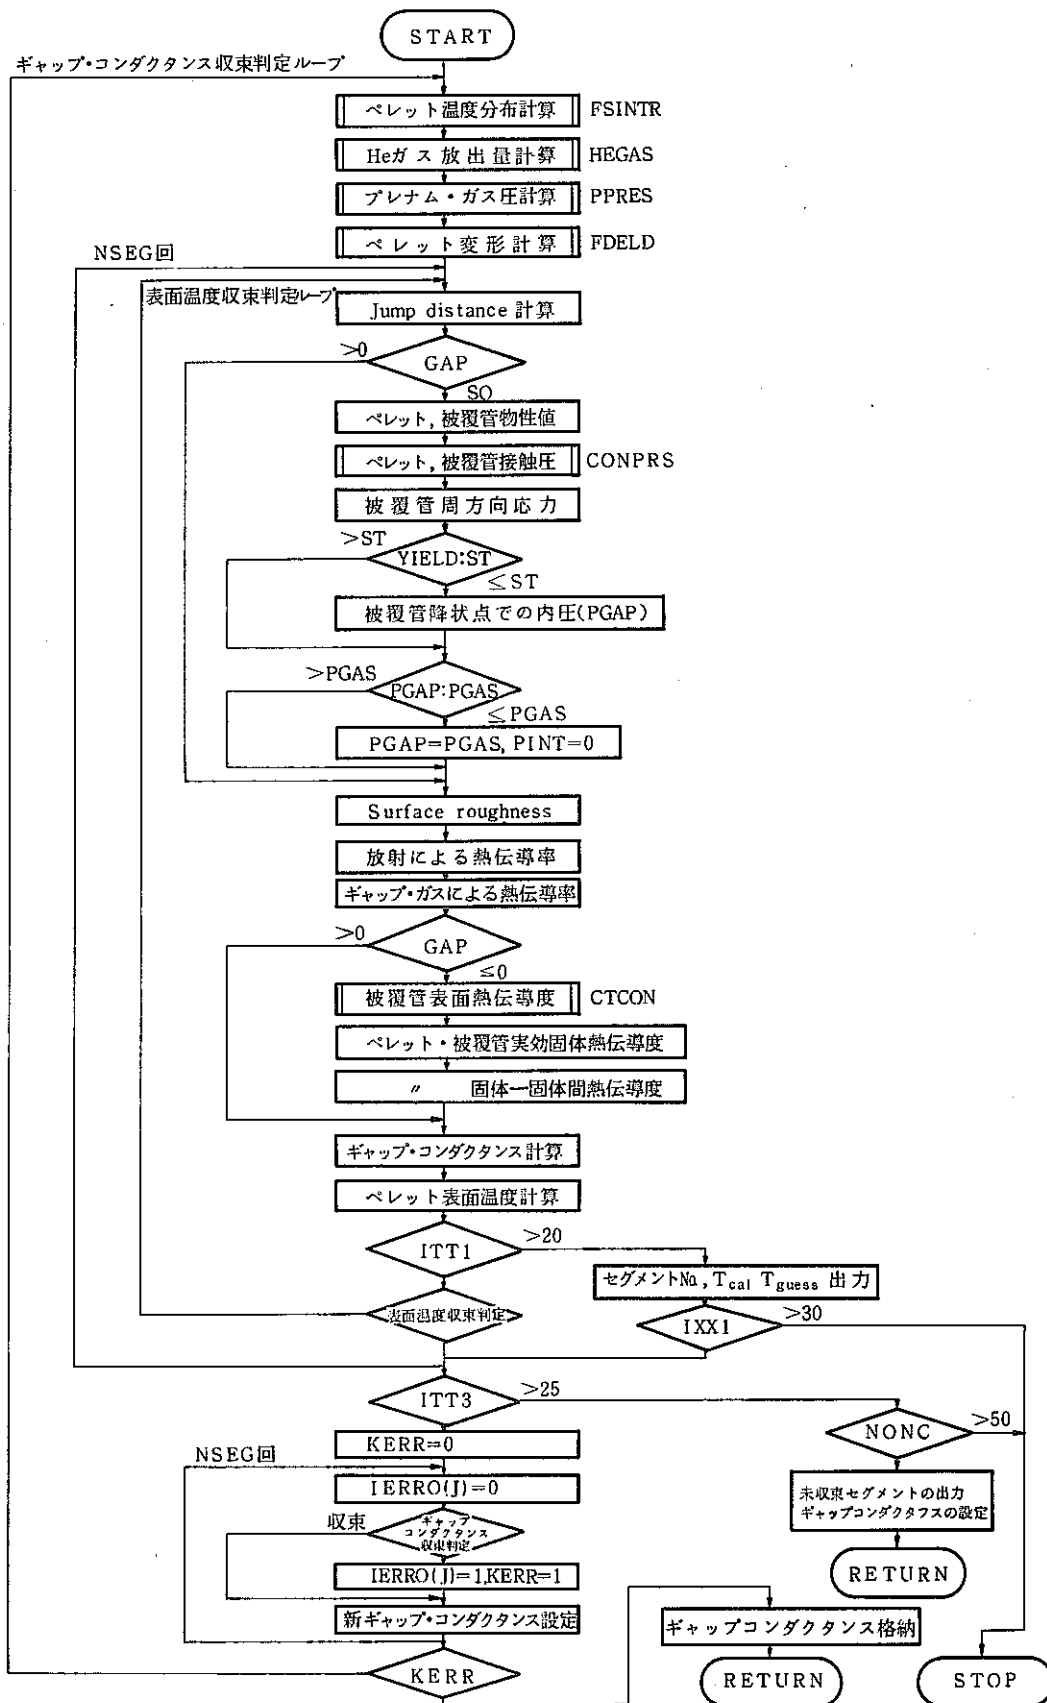 START
ギャップ・コンダクタンス収束判定ループ
ペレット温度分布計算 FSINTR
Heガス放出量計算 HEGAS
プレナム・ガス圧計算 PPRES
ペレット変形計算 FDELD
NSEG回
表面温度収束判定ループ
Jump distance 計算
>0
GAP
SO
ペレット,被覆管物性値
ペレット,被覆管接触圧 CONPRS
被覆管周方向応力
>ST
YIELD:ST
≤ST
被覆管降状点での内圧(PGAP)
>PGAS
PGAP:PGAS
≤PGAS
PGAP=PGAS, PINT=0
Surface roughness
放射による熱伝導率
ギャップ・ガスによる熱伝導率
>0
GAP
≤0
被覆管表面熱伝導度 CTCON
ペレット・被覆管実効固体熱伝導度
〃 固体一固体間熱伝導度
ギャップ・コンダクタンス計算
ペレット表面温度計算
ITT1 >20
セグメントNo, Tcal Tguess 出力
表面温度収束判定
IXX1 >30
ITT3 >25
NONC >50
KERR=0
NSEG回
IERRO(J)=0
未収束セグメントの出力
ギャップコンダクタフスの設定
収束
ギャップ
コンダクタンス
収束判定
RETURN
IERRO(J)=1,KERR=1
新ギャップ・コンダクタンス設定
ギャップコンダクタンス格納
KERR
RETURN
STOP